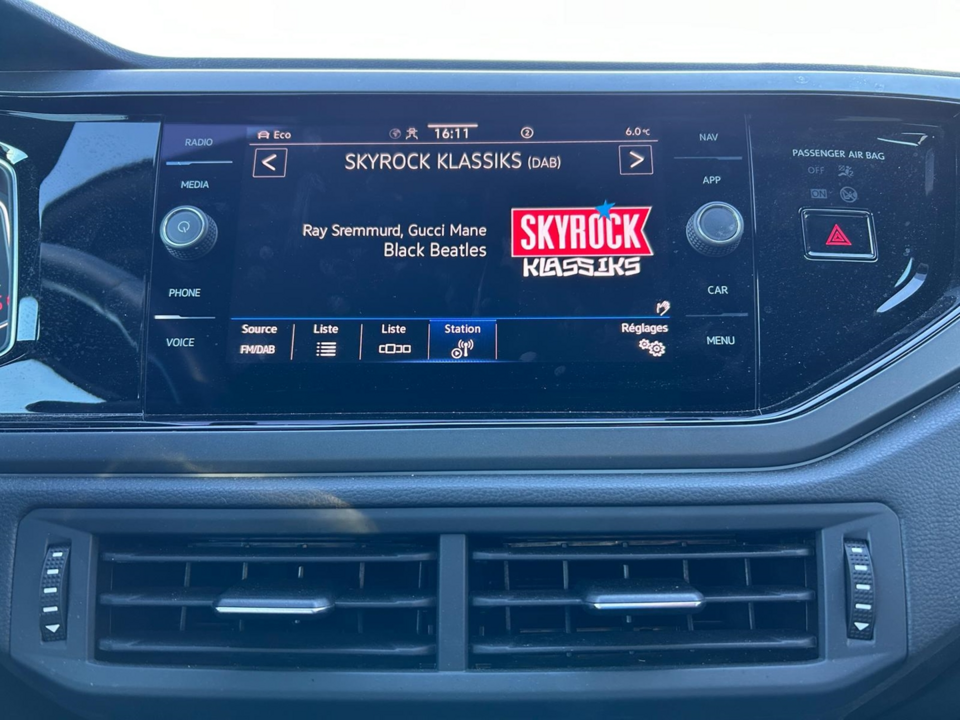 RADIO
MEDIA
PHONE
VOICE
Eco
16:11
2
6.0°C
<
SKYROCK KLASSIKS (DAB)
>
Ray Sremmurd, Gucci Mane
Black Beatles
SKYROCK
KLASSIKS
Source
FM/DAB
Liste
Liste
Station
Réglages
NAV
APP
CAR
MENU
PASSENGER AIR BAG
OFF
ON